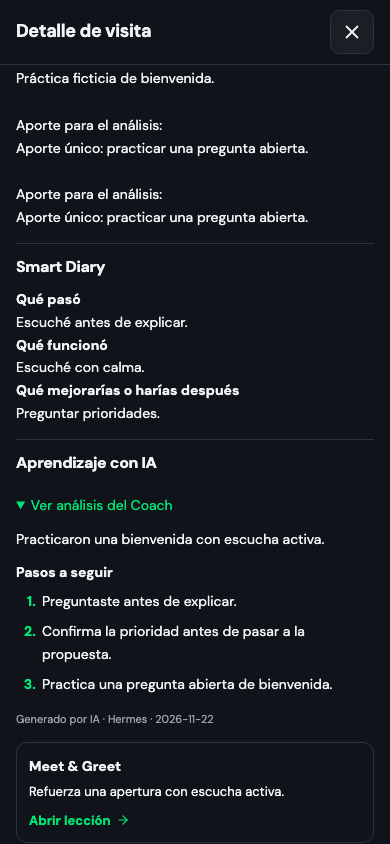 Detalle de visita
Práctica ficticia de bienvenida.
Aporte para el análisis:
Aporte único: practicar una pregunta abierta.
Aporte para el análisis:
Aporte único: practicar una pregunta abierta.
Smart Diary
Qué pasó
Escuché antes de explicar.
Qué funcionó
Escuché con calma.
Qué mejorarías o harías después
Preguntar prioridades.
Aprendizaje con IA
▼ Ver análisis del Coach
Practicaron una bienvenida con escucha activa.
Pasos a seguir
1. Preguntaste antes de explicar.
2. Confirma la prioridad antes de pasar a la
propuesta.
3. Practica una pregunta abierta de bienvenida.
Generado por IA · Hermes · 2026-11-22
Meet & Greet
Refuerza una apertura con escucha activa.
Abrir lección →